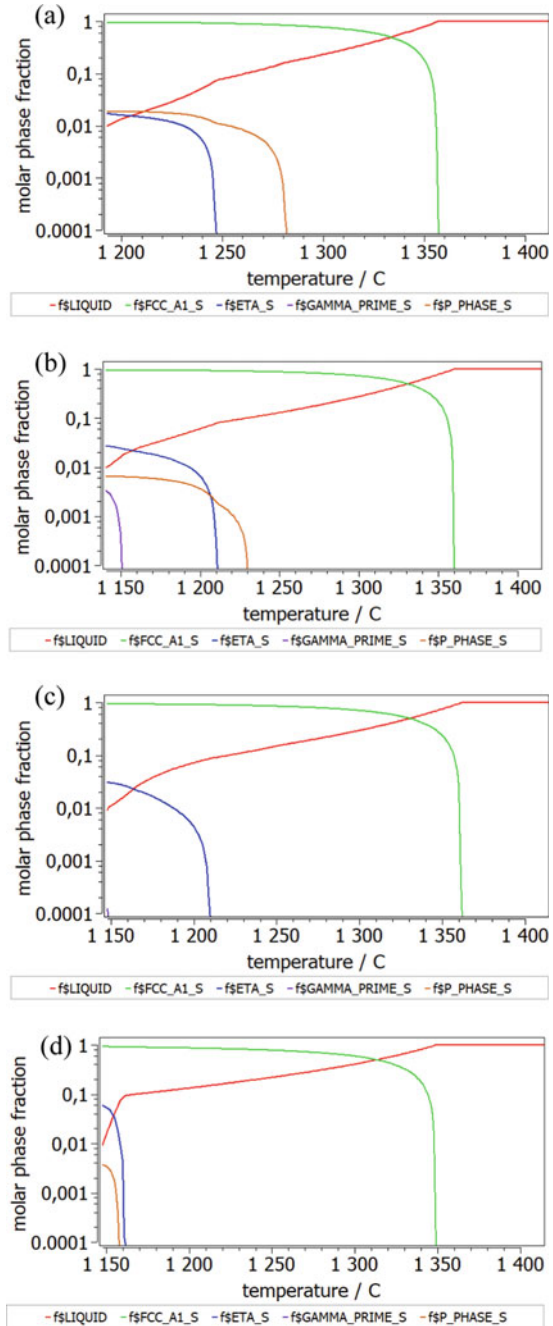 (a)
1
0,1
0,01
0,001
0.0001
molar phase fraction
1 200 1 250 1 300 1 350 1 400
temperature / C
f$LIQUID f$FCC_A1_S f$ETA_S f$GAMMA_PRIME_S f$P_PHASE_S
(b)
1
0,1
0,01
0,001
0.0001
molar phase fraction
1 150 1 200 1 250 1 300 1 350 1 400
temperature / C
f$LIQUID f$FCC_A1_S f$ETA_S f$GAMMA_PRIME_S f$P_PHASE_S
(c)
1
0,1
0,01
0,001
0.0001
molar phase fraction
1 150 1 200 1 250 1 300 1 350 1 400
temperature / C
f$LIQUID f$FCC_A1_S f$ETA_S f$GAMMA_PRIME_S f$P_PHASE_S
(d)
1
0,1
0,01
0,001
0.0001
molar phase fraction
1 150 1 200 1 250 1 300 1 350 1 400
temperature / C
f$LIQUID f$FCC_A1_S f$ETA_S f$GAMMA_PRIME_S f$P_PHASE_S